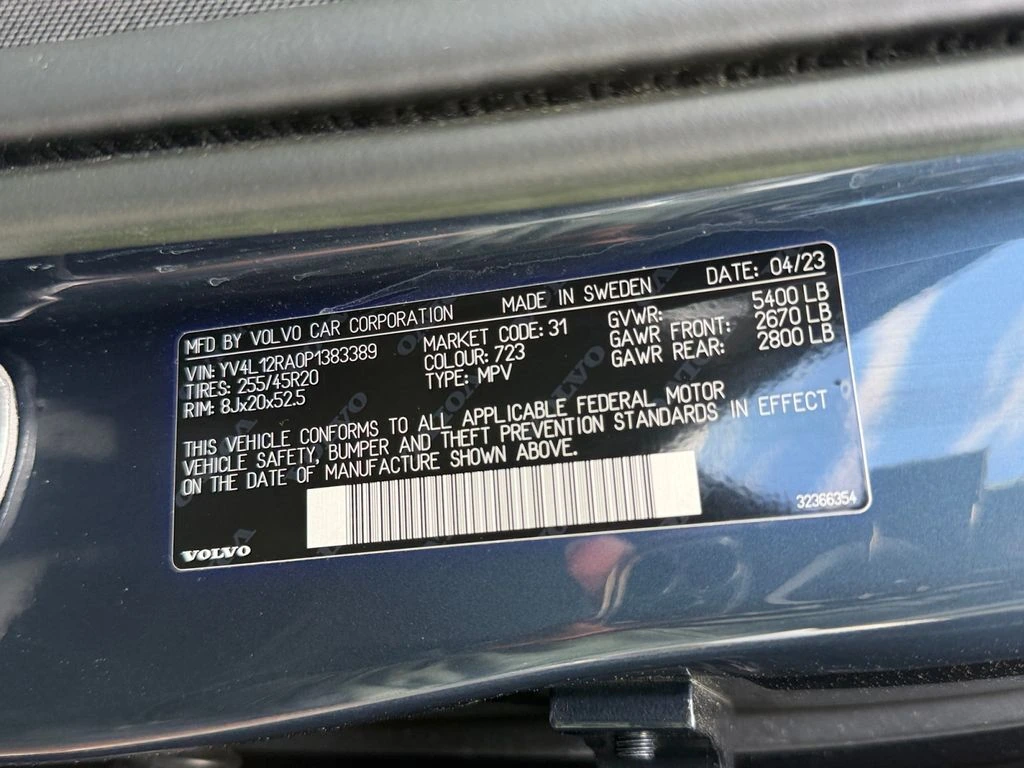 MFD BY VOLVO CAR CORPORATION MADE IN SWEDEN DATE: 04/23
VIN: YV4L12RA0P1383389 MARKET CODE: 31 GVWR: 5400 LB
TIRES: 255/45R20 COLOUR: 723 GAWR FRONT: 2670 LB
RIM: 8Jx20x52.5 TYPE: MPV GAWR REAR: 2800 LB
THIS VEHICLE CONFORMS TO ALL APPLICABLE FEDERAL MOTOR
VEHICLE SAFETY, BUMPER AND THEFT PREVENTION STANDARDS IN EFFECT
ON THE DATE OF MANUFACTURE SHOWN ABOVE.
32366354
VOLVO